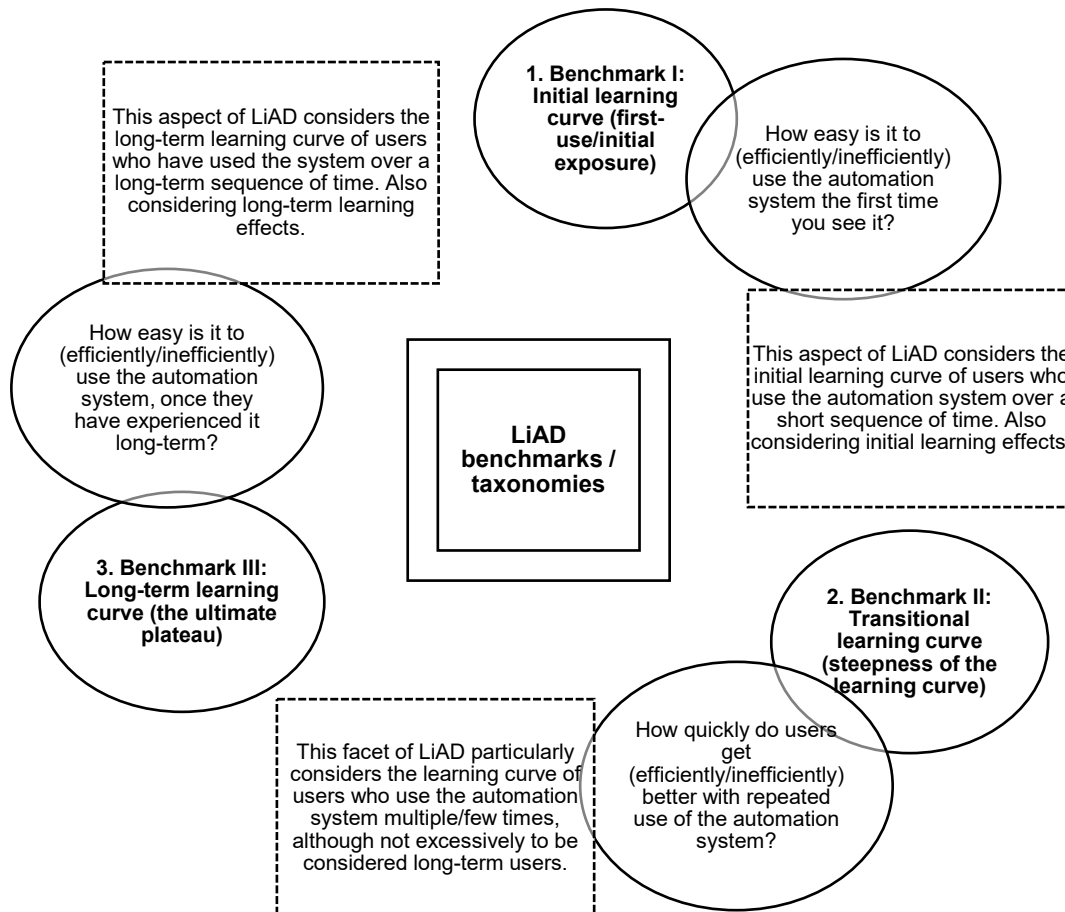 1. Benchmark I:
Initial learning
curve (first-
use/initial
exposure)
How easy is it to
(efficiently/inefficiently)
use the automation
system the first time
you see it?
This aspect of LiAD considers the
initial learning curve of users who
use the automation system over a
short sequence of time. Also
considering initial learning effects
2. Benchmark II:
Transitional
learning curve
(steepness of the
learning curve)
How quickly do users
get
(efficiently/inefficiently)
better with repeated
use of the automation
system?
This facet of LiAD particularly
considers the learning curve of
users who use the automation
system multiple/few times,
although not excessively to be
considered long-term users.
3. Benchmark III:
Long-term learning
curve (the ultimate
plateau)
How easy is it to
(efficiently/inefficiently)
use the automation
system, once they
have experienced it
long-term?
This aspect of LiAD considers the
long-term learning curve of users
who have used the system over a
long-term sequence of time. Also
considering long-term learning
effects.
LiAD
benchmarks /
taxonomies